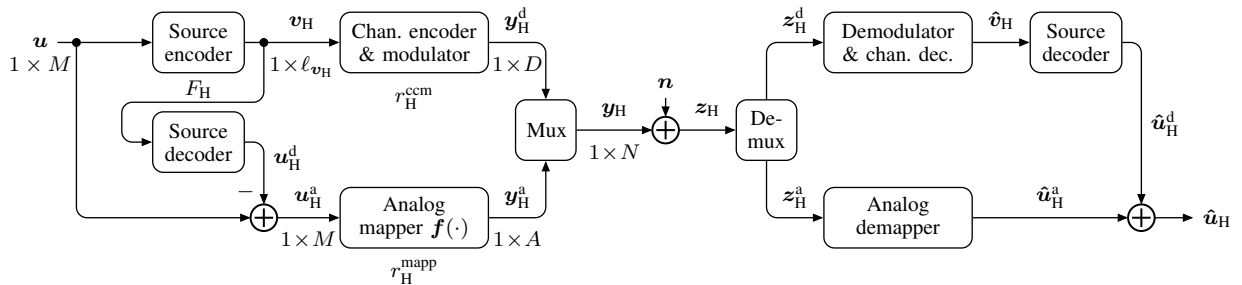 u
1 × M
Source
encoder
F_H
v_H
1×ℓ_{v_H}
Chan. encoder
& modulator
r_H^{ccm}
y_H^d
1×D
Source
decoder
u_H^d
−
u_H^a
1×M
Analog
mapper f(·)
r_H^{mapp}
y_H^a
1×A
Mux
y_H
1×N
n
z_H
De-
mux
z_H^d
Demodulator
& chan. dec.
v̂_H
Source
decoder
û_H^d
z_H^a
Analog
demapper
û_H^a
û_H